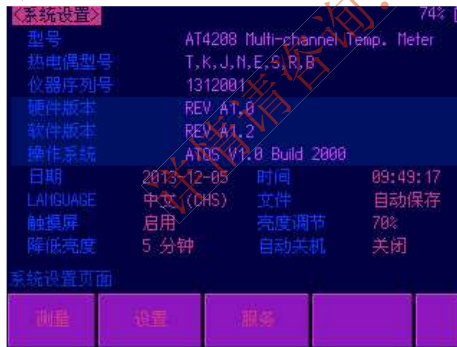 <系统设置> 74%
型号 AT4208 Multi-channel Temp. Meter
热电偶型号 T,K,J,N,E,S,R,B
仪器序列号 1312001
硬件版本 REV A1.0
软件版本 REV A1.2
操作系统 ATOS V1.0 Build 2000
日期 2013-12-05 时间 09:49:17
LANGUAGE 中文 (CHS) 文件 自动保存
触摸屏 启用 亮度调节 70%
降低亮度 5 分钟 自动关机 关闭
系统设置页面
测量 设置 服务
详情请咨询.